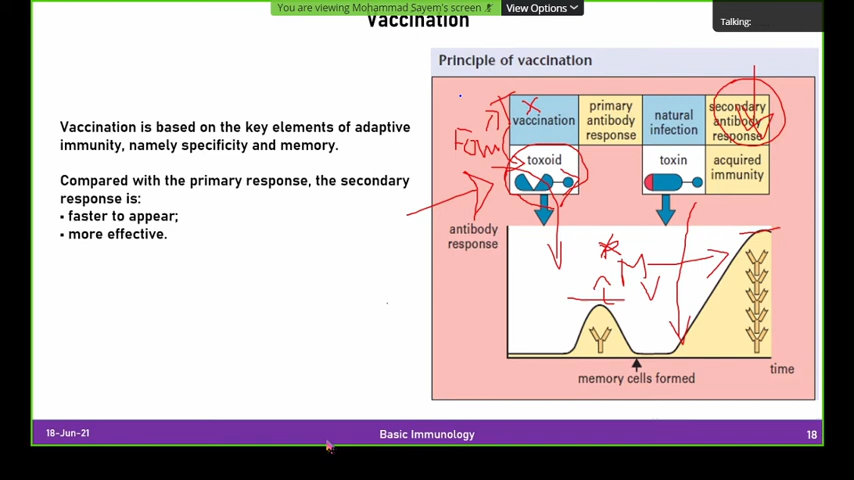 You are viewing Mohammad Sayem's screen
View Options
Talking:
Vaccination
Principle of vaccination
Vaccination is based on the key elements of adaptive
immunity, namely specificity and memory.
Compared with the primary response, the secondary
response is:
▪ faster to appear;
▪ more effective.
vaccination
primary
antibody
response
natural
infection
secondary
antibody
response
toxoid
toxin
acquired
immunity
antibody
response
M
time
memory cells formed
18-Jun-21
Basic Immunology
18